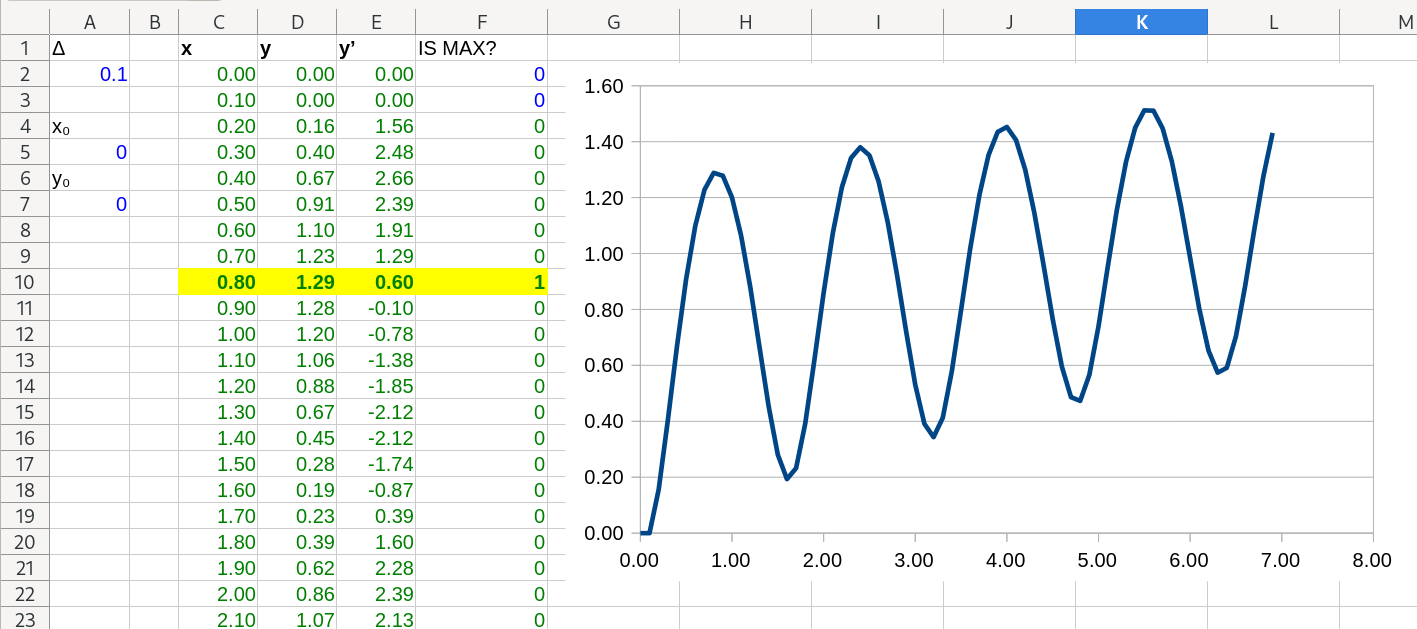 A B C D E F G H I J K L M
1 Δ x y y’ IS MAX?
2 0.1 0.00 0.00 0.00 0
3 0.10 0.00 0.00 0
4 x₀ 0.20 0.16 1.56 0
5 0 0.30 0.40 2.48 0
6 y₀ 0.40 0.67 2.66 0
7 0 0.50 0.91 2.39 0
8 0.60 1.10 1.91 0
9 0.70 1.23 1.29 0
10 0.80 1.29 0.60 1
11 0.90 1.28 -0.10 0
12 1.00 1.20 -0.78 0
13 1.10 1.06 -1.38 0
14 1.20 0.88 -1.85 0
15 1.30 0.67 -2.12 0
16 1.40 0.45 -2.12 0
17 1.50 0.28 -1.74 0
18 1.60 0.19 -0.87 0
19 1.70 0.23 0.39 0
20 1.80 0.39 1.60 0
21 1.90 0.62 2.28 0
22 2.00 0.86 2.39 0
23 2.10 1.07 2.13 0
1.60
1.40
1.20
1.00
0.80
0.60
0.40
0.20
0.00
0.00 1.00 2.00 3.00 4.00 5.00 6.00 7.00 8.00